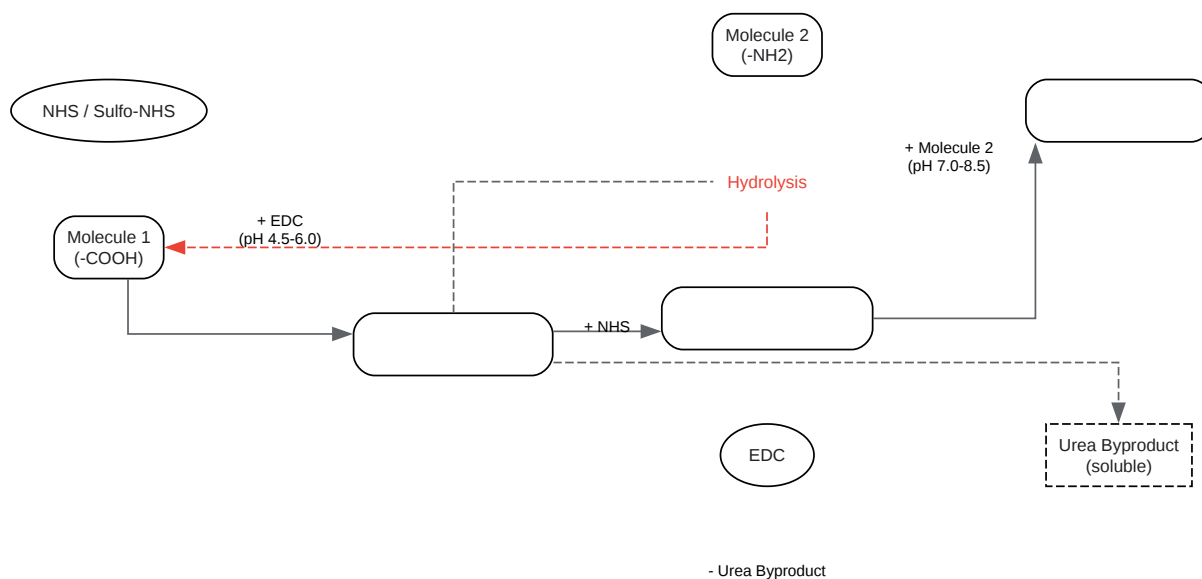 Molecule 2
(-NH2)
NHS / Sulfo-NHS
+ Molecule 2
(pH 7.0-8.5)
Hydrolysis
+ EDC
(pH 4.5-6.0)
Molecule 1
(-COOH)
+ NHS
EDC
Urea Byproduct
(soluble)
- Urea Byproduct